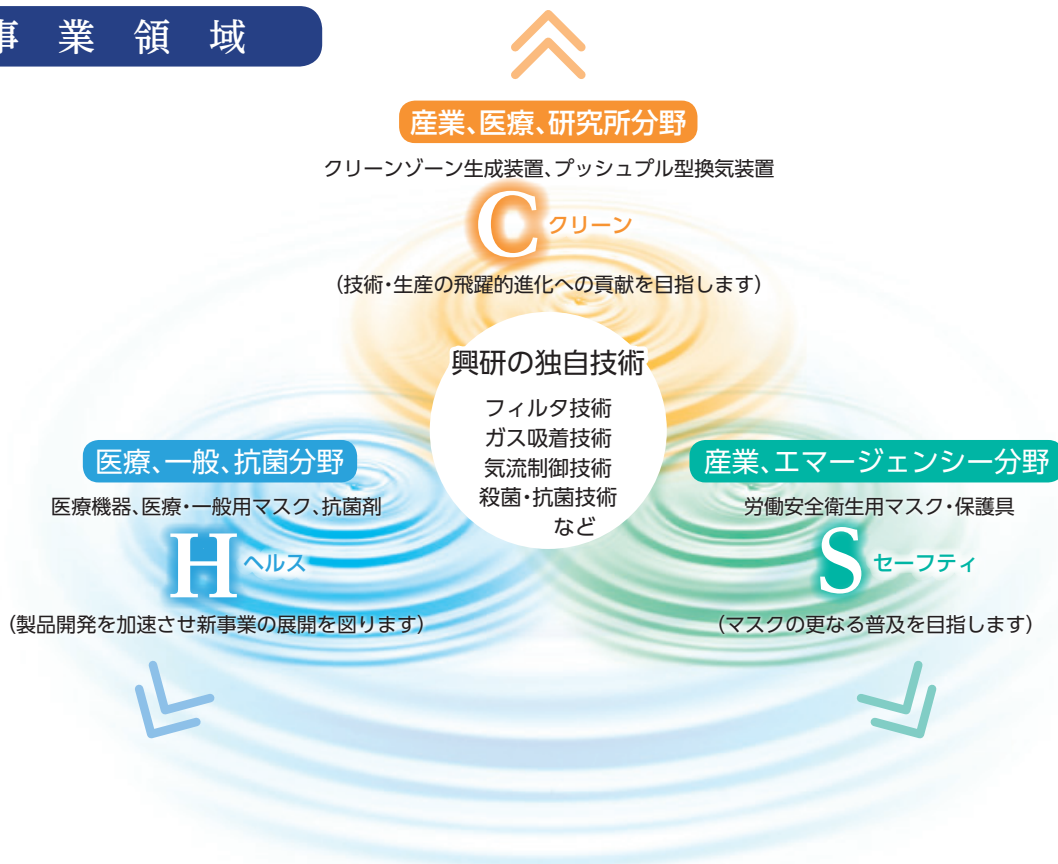 事業領域
産業、医療、研究所分野
クリーンゾーン生成装置、プッシュプル型換気装置
C クリーン
(技術・生産の飛躍的進化への貢献を目指します)
興研の独自技術
フィルタ技術
ガス吸着技術
気流制御技術
殺菌・抗菌技術
など
医療、一般、抗菌分野
医療機器、医療・一般用マスク、抗菌剤
H ヘルス
(製品開発を加速させ新事業の展開を図ります)
産業、エマージェンシー分野
労働安全衛生用マスク・保護具
S セーフティ
(マスクの更なる普及を目指します)